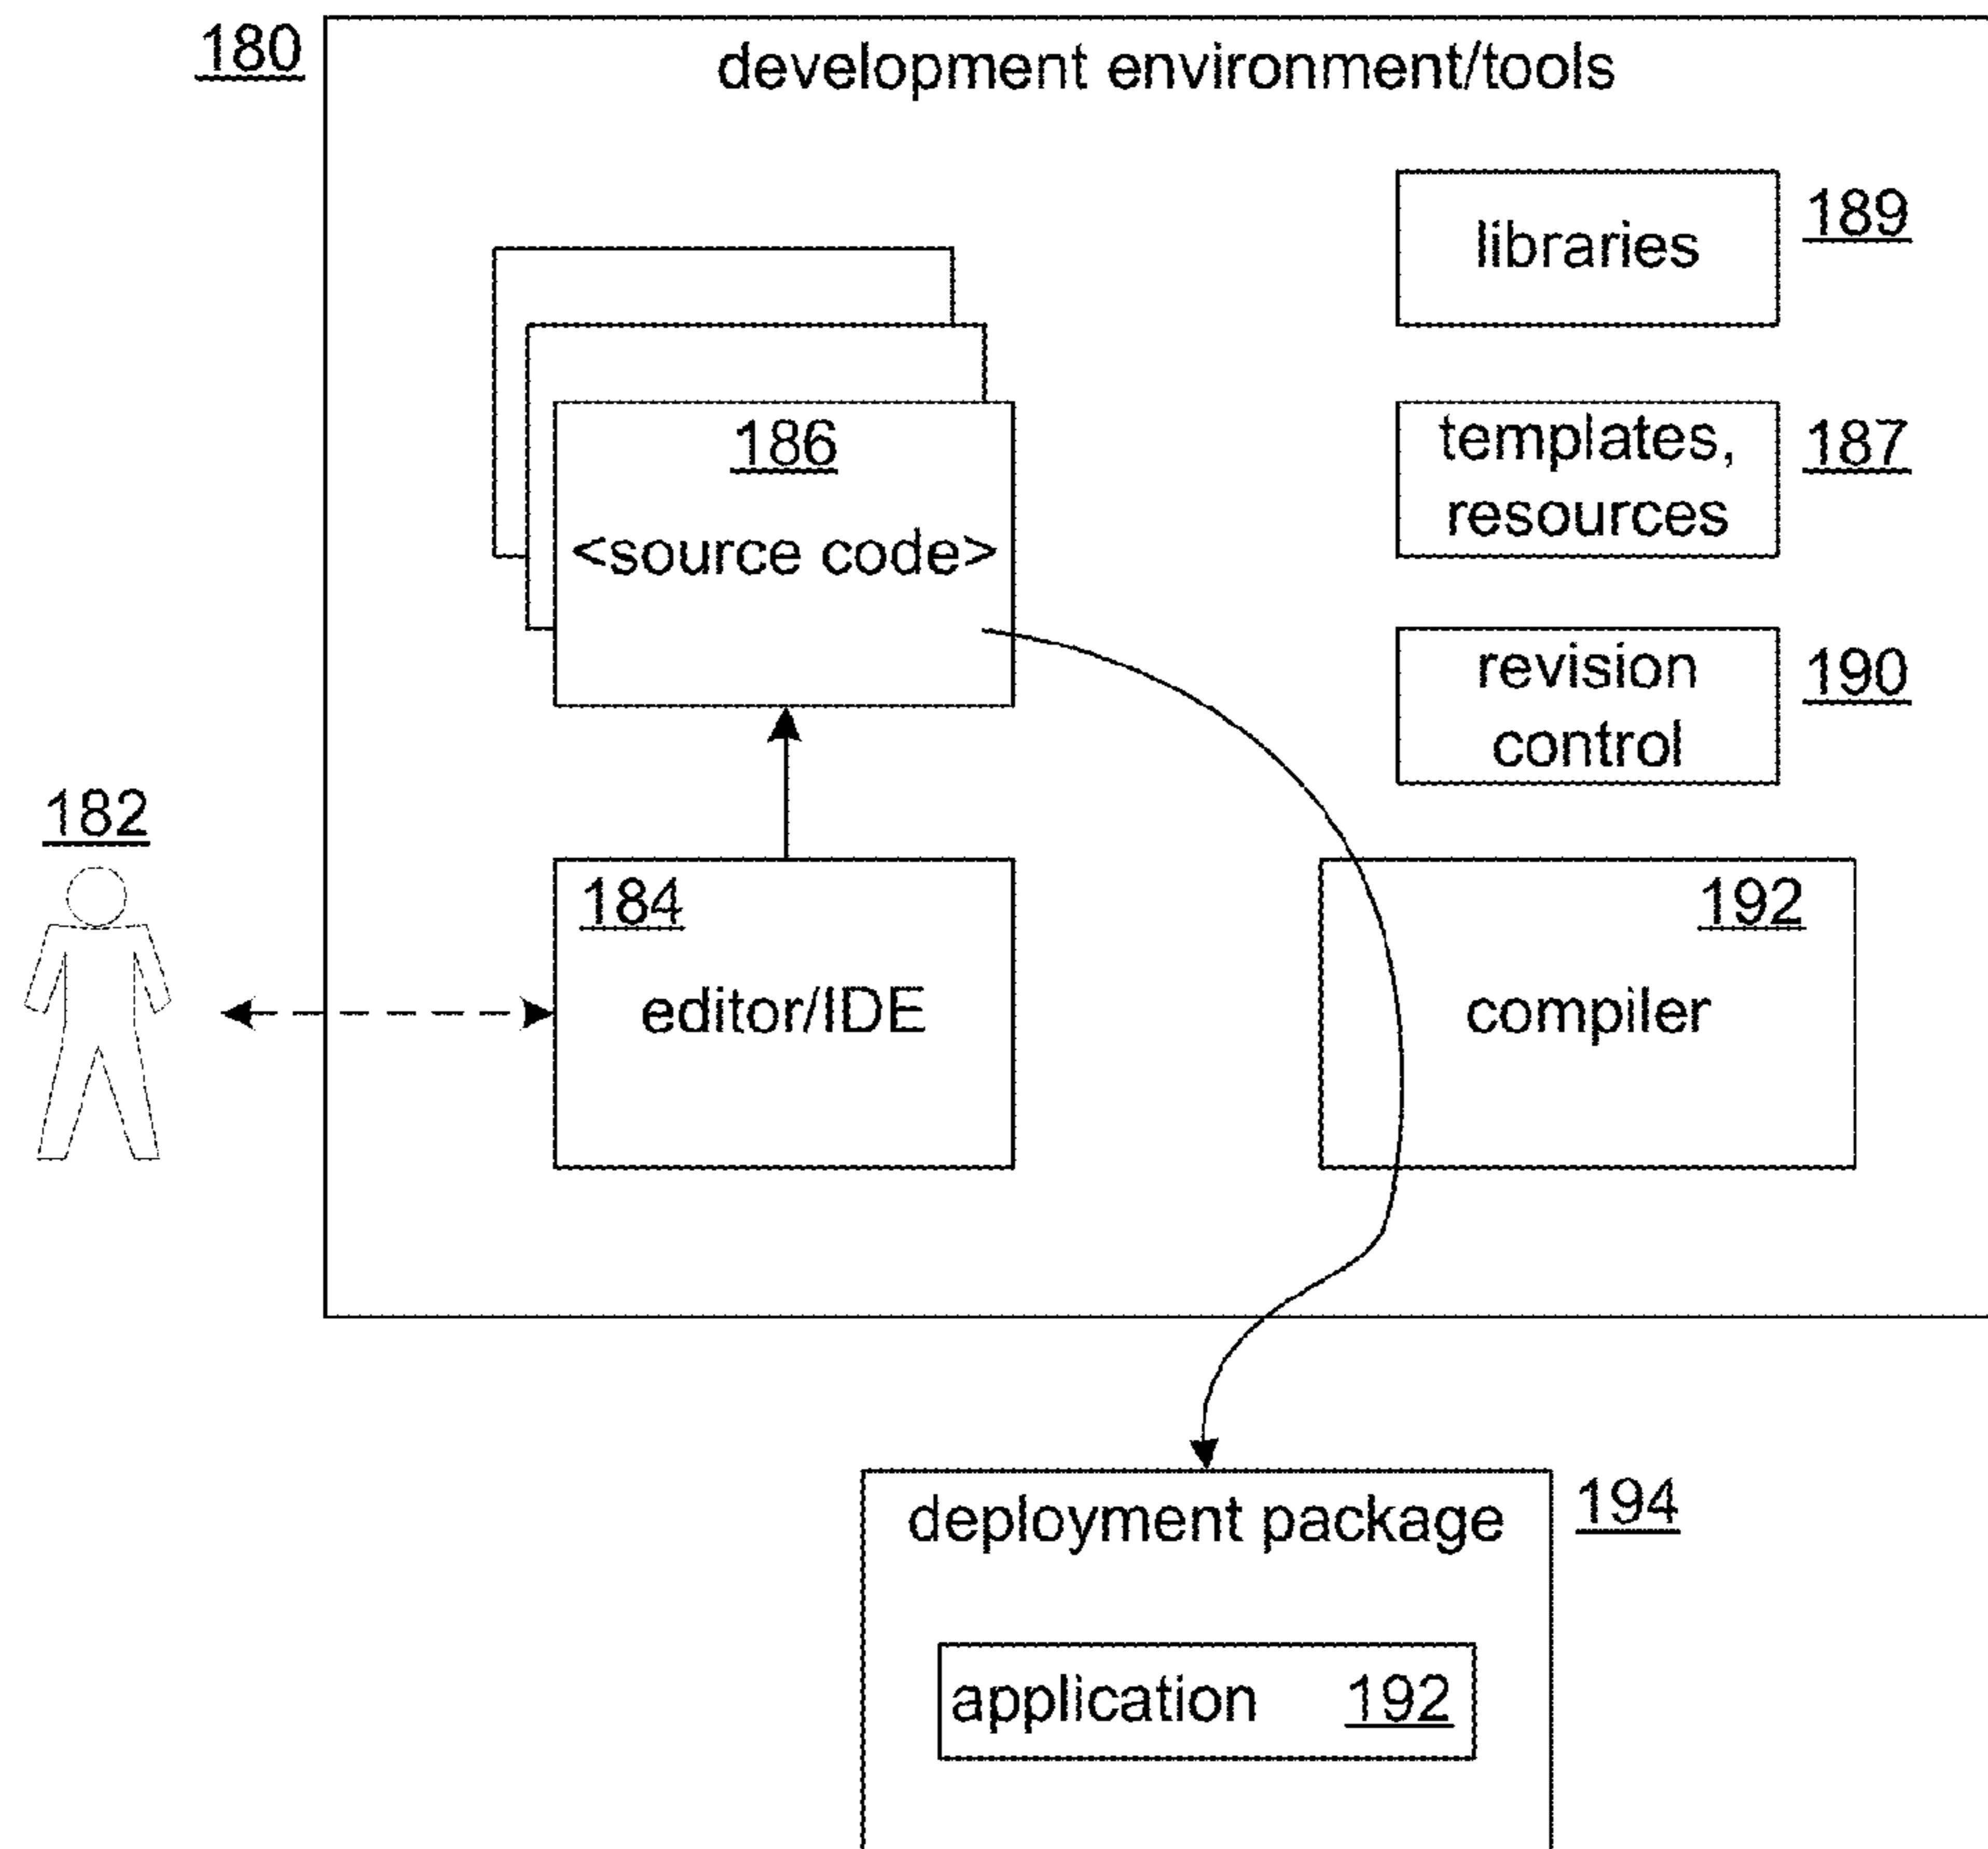 180
development environment/tools
libraries
189
186
<source code>
templates,
resources
187
revision
control
190
182
184
editor/IDE
192
compiler
deployment package
194
application 192